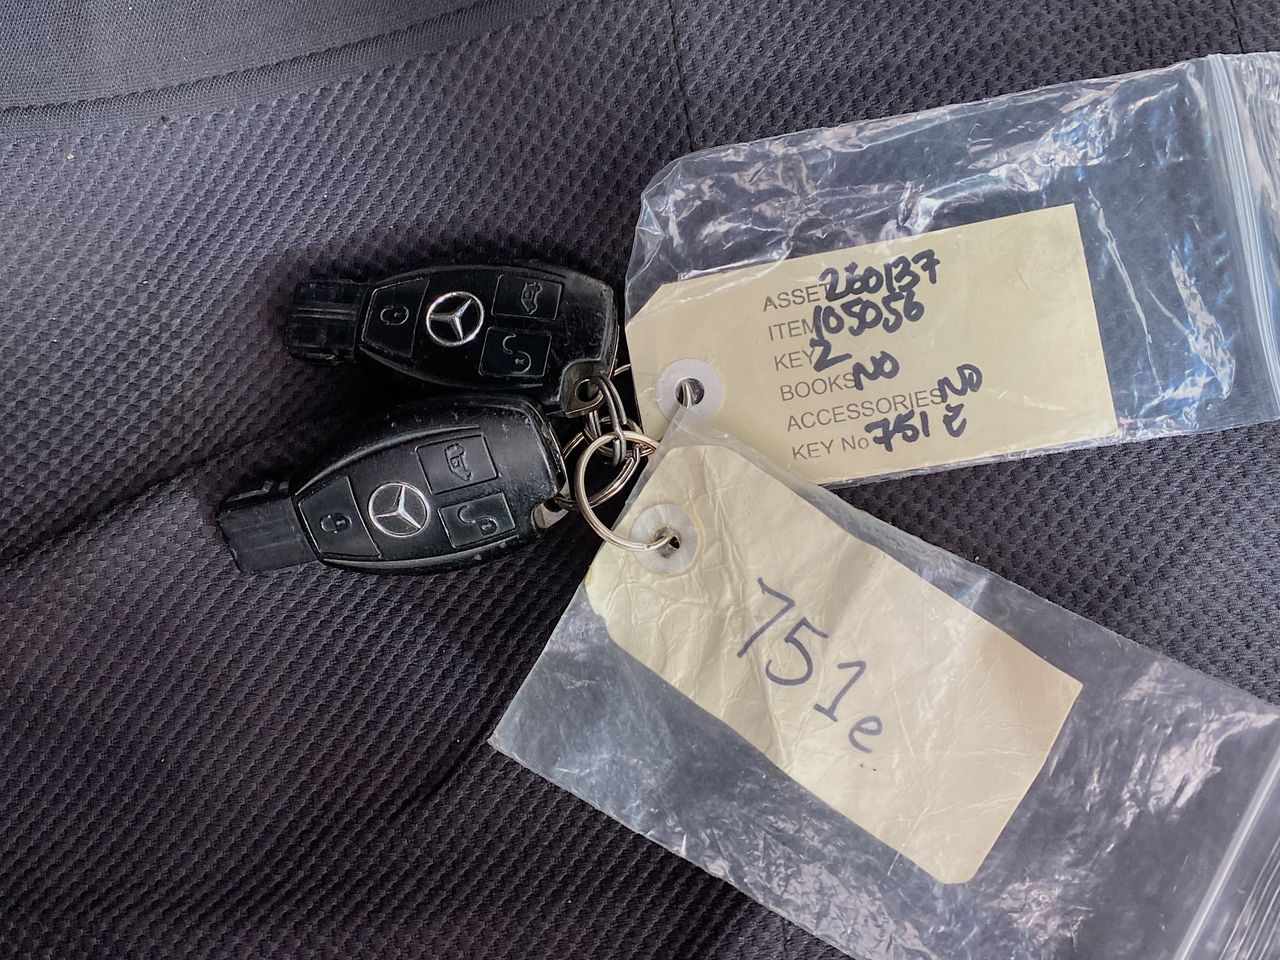 ASSET 260137
ITEM 105056
KEY 2
BOOKS NO
ACCESSORIES NO
KEY No 751 e
751e